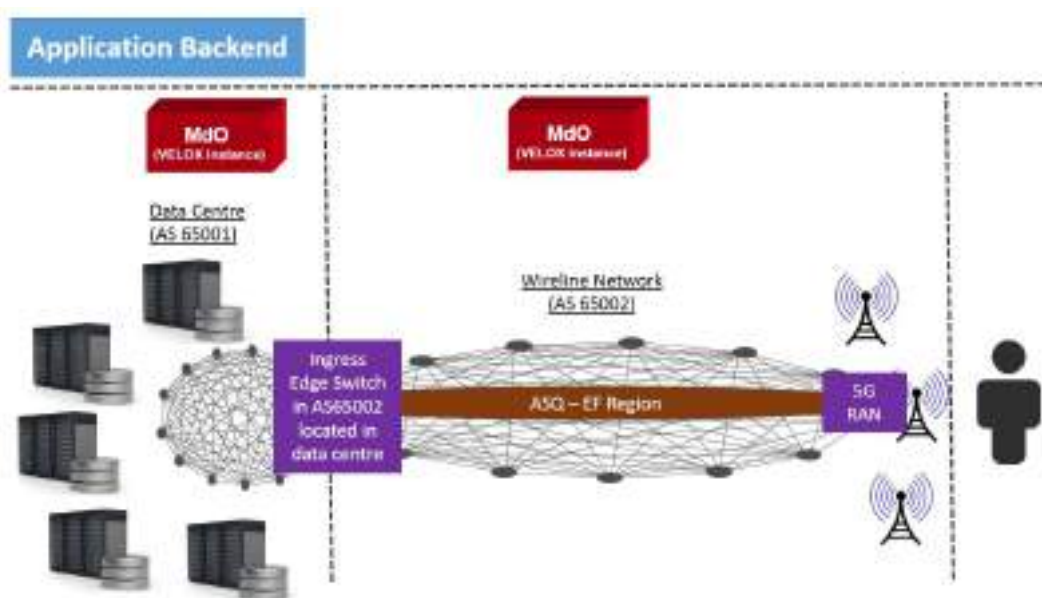 Application Backend
MdO
(VELOX Instance)
MdO
(VELOX instance)
Data Centre
(AS 65001)
Wireline Network
(AS 65002)
Ingress
Edge Switch
in AS65002
located in
data centre
ASQ – EF Region
5G
RAN